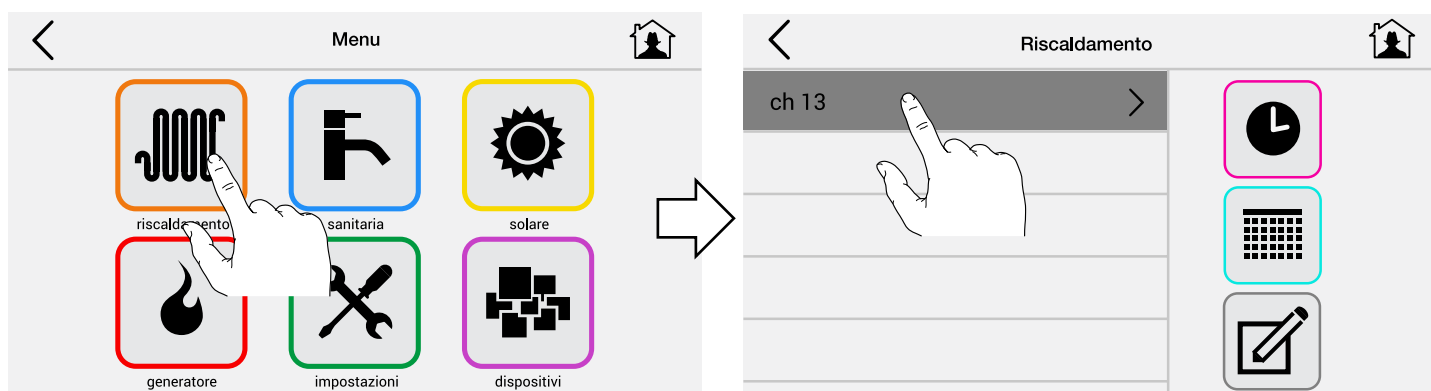 Menu
riscaldamento
sanitaria
solare
generatore
impostazioni
dispositivi
Riscaldamento
ch 13